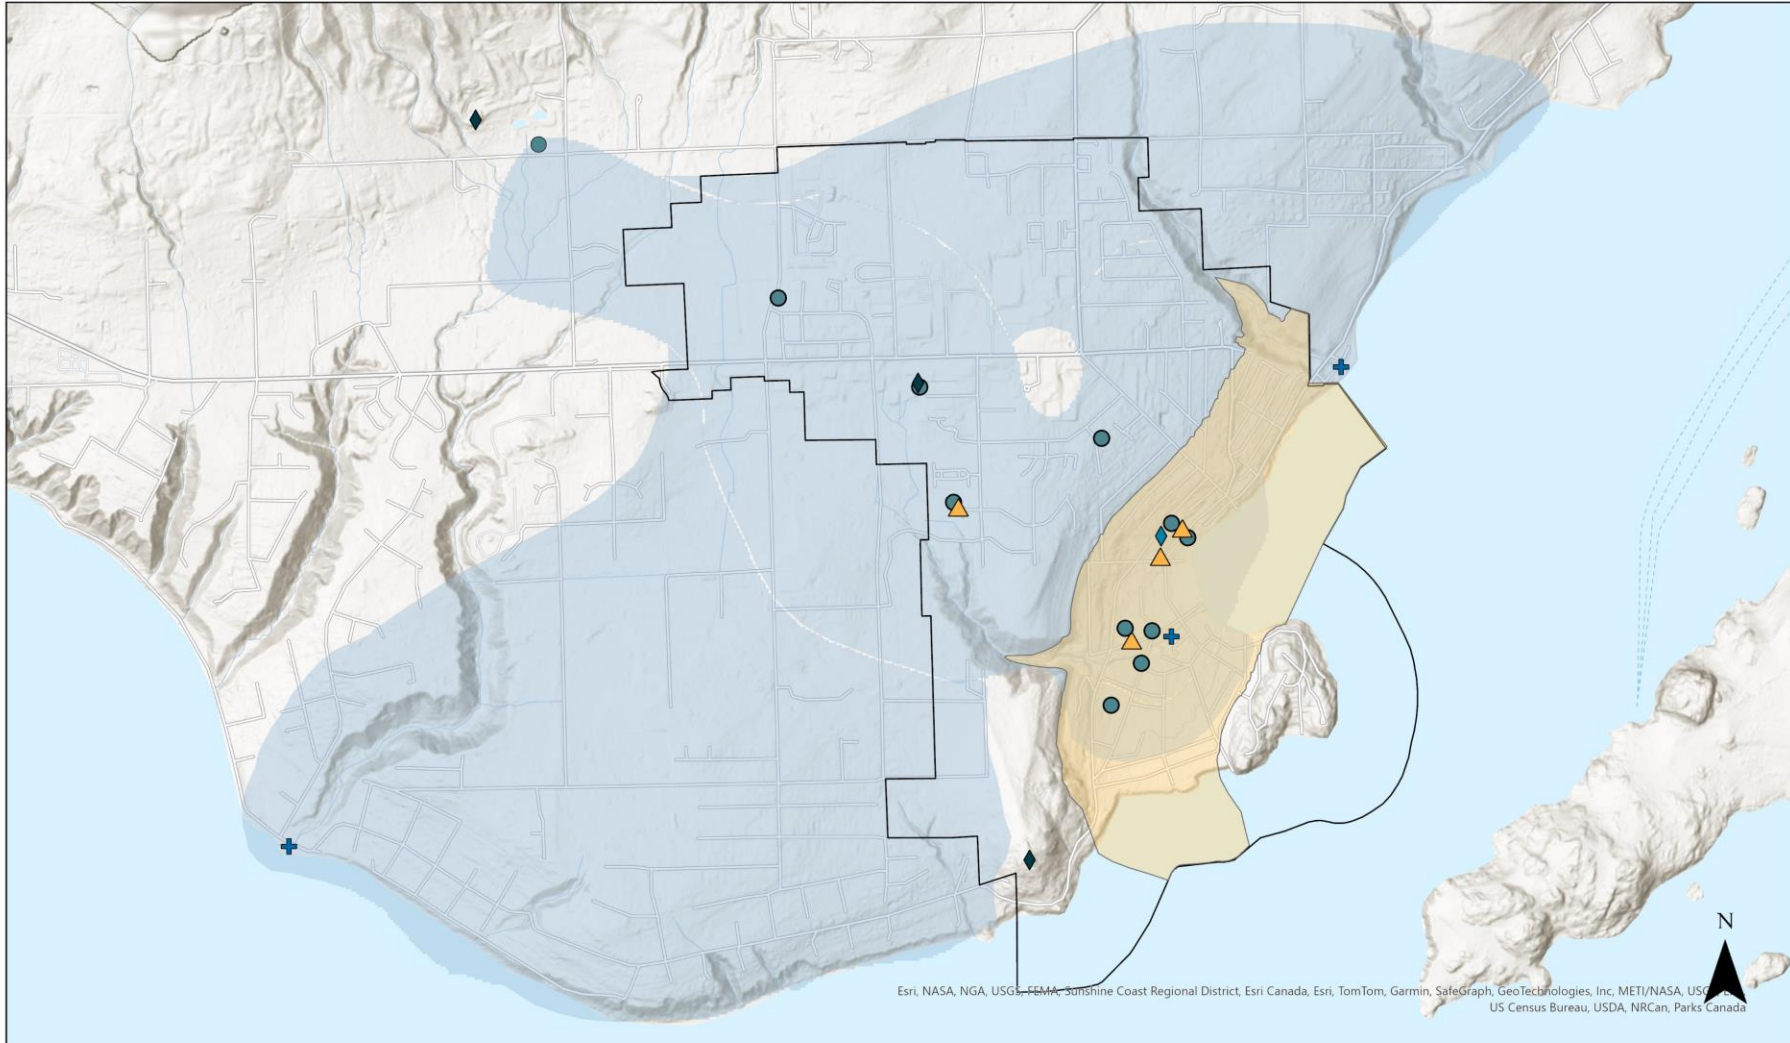 N
Esri, NASA, NGA, USGS, FEMA, Sunshine Coast Regional District, Esri Canada, Esri, TomTom, Garmin, SafeGraph, GeoTechnologies, Inc, METI/NASA,
US Census Bureau, USDA, NRCan, Parks Canada